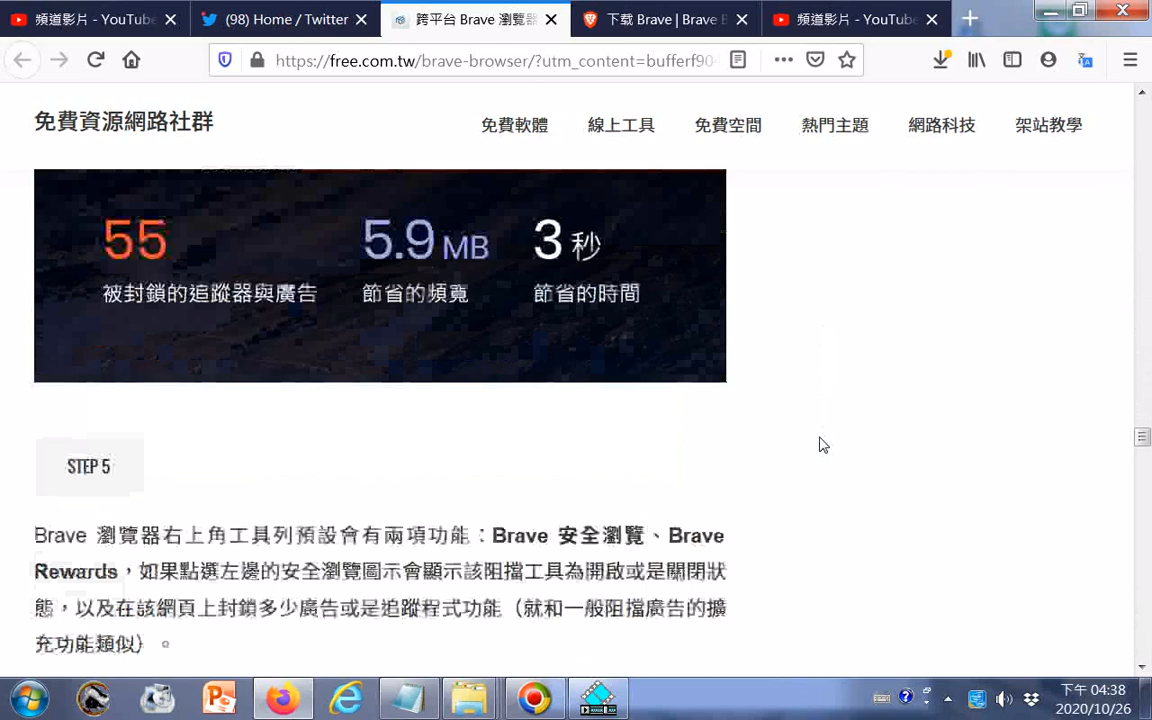 頻道影片 - YouTube
(98) Home / Twitter
跨平台 Brave 瀏覽器
下载 Brave | Brave B
頻道影片 - YouTube
https://free.com.tw/brave-browser/?utm_content=bufferf904
免費資源網路社群
免費軟體
線上工具
免費空間
熱門主題
網路科技
架站教學
55
5.9 MB
3 秒
被封鎖的追蹤器與廣告
節省的頻寬
節省的時間
STEP 5
Brave 瀏覽器右上角工具列預設會有兩項功能：Brave 安全瀏覽、Brave
Rewards，如果點選左邊的安全瀏覽圖示會顯示該阻擋工具為開啟或是關閉狀
態，以及在該網頁上封鎖多少廣告或是追蹤程式功能（就和一般阻擋廣告的擴
充功能類似）。
下午 04:38
2020/10/26